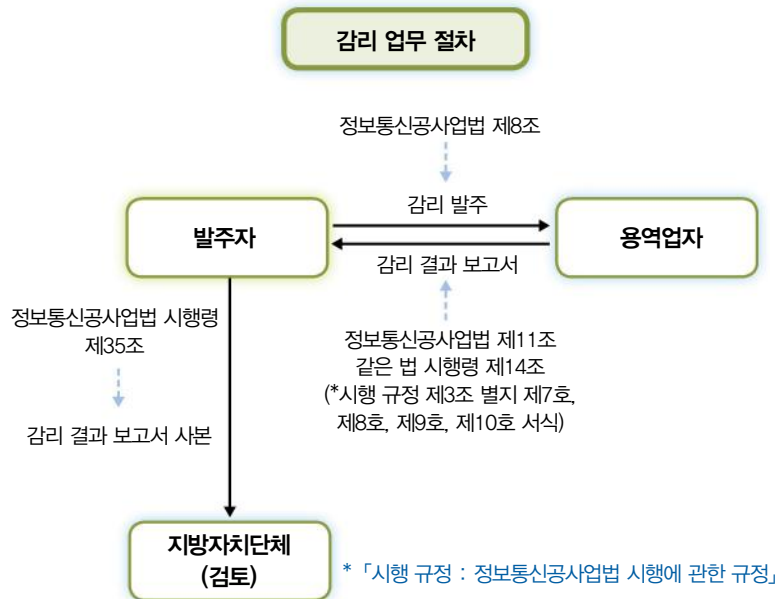 감리 업무 절차
정보통신공사업법 제8조
감리 발주
발주자
용역업자
감리 결과 보고서
정보통신공사업법 시행령
제35조
정보통신공사업법 제11조
같은 법 시행령 제14조
(*시행 규정 제3조 별지 제7호,
제8호, 제9호, 제10호 서식)
감리 결과 보고서 사본
지방자치단체
(검토)
* 「시행 규정 : 정보통신공사업법 시행에 관한 규정」